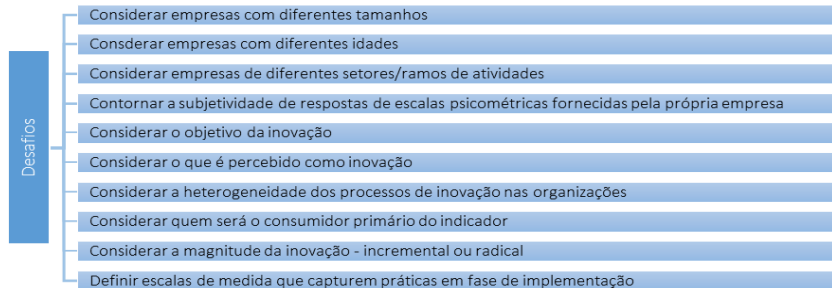 Desafios
Considerar empresas com diferentes tamanhos
Consderar empresas com diferentes idades
Considerar empresas de diferentes setores/ramos de atividades
Contornar a subjetividade de respostas de escalas psicométricas fornecidas pela própria empresa
Considerar o objetivo da inovação
Considerar o que é percebido como inovação
Considerar a heterogeneidade dos processos de inovação nas organizações
Considerar quem será o consumidor primário do indicador
Considerar a magnitude da inovação - incremental ou radical
Definir escalas de medida que capturem práticas em fase de implementação